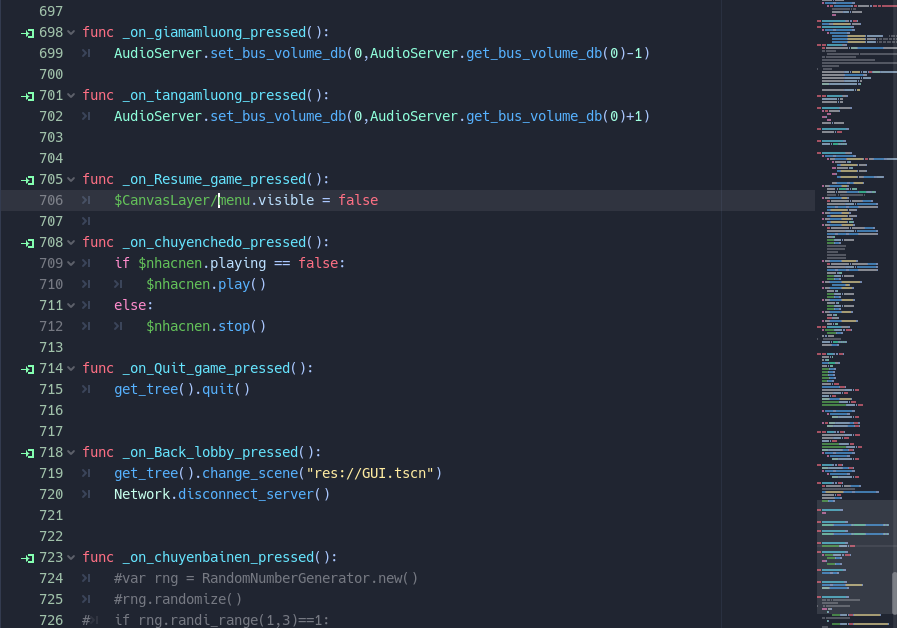 697
698 func _on_giamamluong_pressed():
699 AudioServer.set_bus_volume_db(0,AudioServer.get_bus_volume_db(0)-1)
700
701 func _on_tangamluong_pressed():
702 AudioServer.set_bus_volume_db(0,AudioServer.get_bus_volume_db(0)+1)
703
704
705 func _on_Resume_game_pressed():
706 $CanvasLayer/menu.visible = false
707
708 func _on_chuyenchedo_pressed():
709 if $nhacnen.playing == false:
710 $nhacnen.play()
711 else:
712 $nhacnen.stop()
713
714 func _on_Quit_game_pressed():
715 get_tree().quit()
716
717
718 func _on_Back_lobby_pressed():
719 get_tree().change_scene("res://GUI.tscn")
720 Network.disconnect_server()
721
722
723 func _on_chuyenbainen_pressed():
724 #var rng = RandomNumberGenerator.new()
725 #rng.randomize()
726 # if rng.randi_range(1,3)==1: